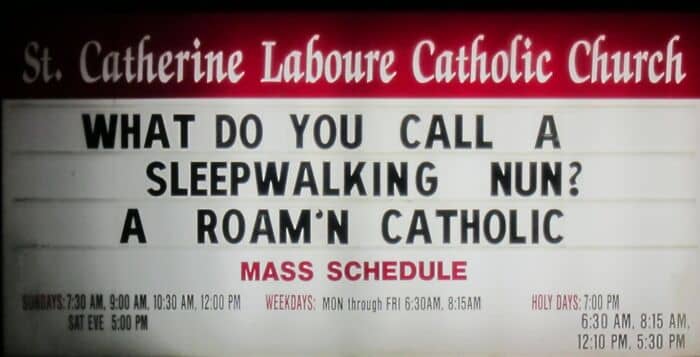 St. Catherine Laboure Catholic Church
WHAT DO YOU CALL A
SLEEPWALKING NUN?
A ROAM'N CATHOLIC
MASS SCHEDULE
SUNDAYS: 7:30 AM, 9:00 AM, 10:30 AM, 12:00 PM
SAT EVE 5:00 PM
WEEKDAYS: MON through FRI 6:30AM, 8:15AM
HOLY DAYS: 7:00 PM
6:30 AM, 8:15 AM,
12:10 PM, 5:30 PM